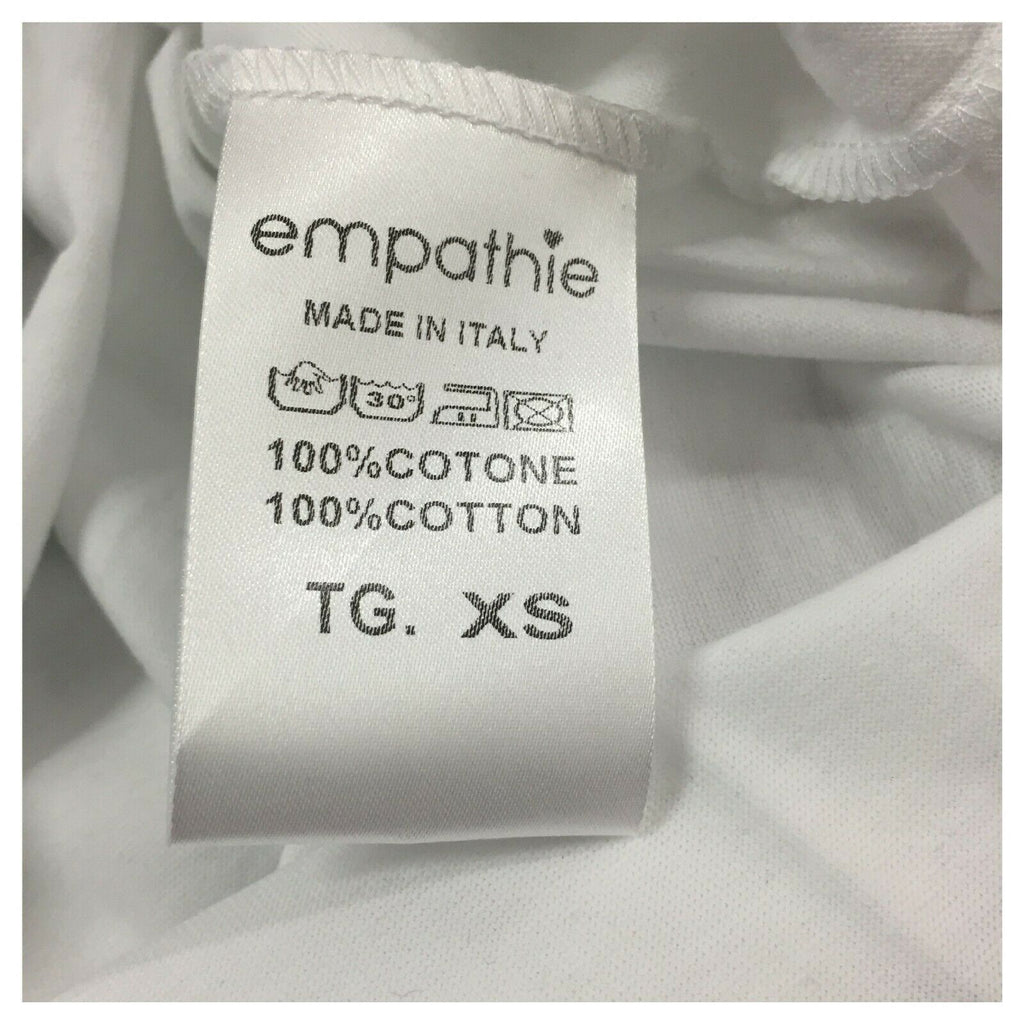 empathie
MADE IN ITALY
30°
100%COTONE
100%COTTON
TG. XS